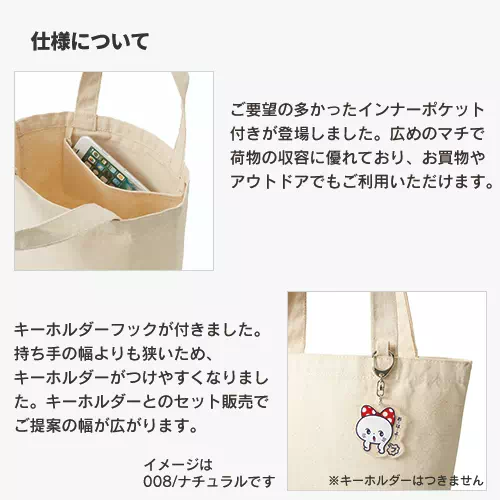 仕様について
ご要望の多かったインナーポケット
付きが登場しました。広めのマチで
荷物の収容に優れており、お買物や
アウトドアでもご利用いただけます。
キーホルダーフックが付きました。
持ち手の幅よりも狭いため、
キーホルダーがつけやすくなりまし
た。キーホルダーとのセット販売で
ご提案の幅が広がります。
イメージは
008/ナチュラルです
※キーホルダーはつきません